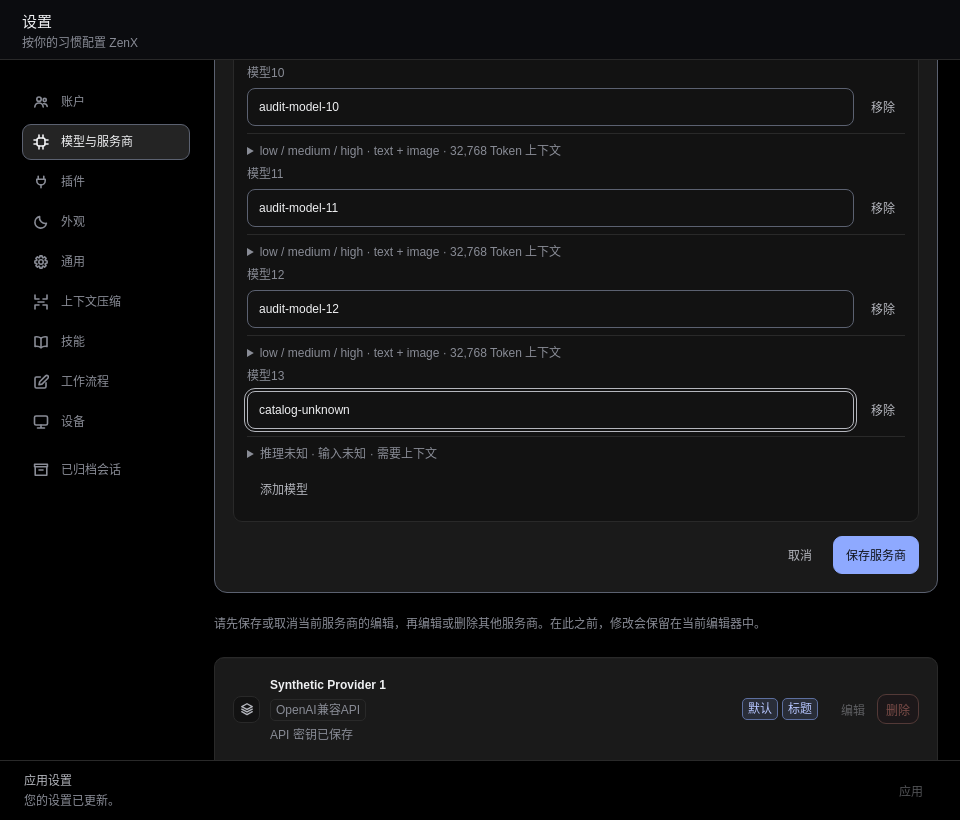 设置
按你的习惯配置 ZenX
账户
模型与服务商
插件
外观
通用
上下文压缩
技能
工作流程
设备
已归档会话
模型10
audit-model-10
移除
low / medium / high · text + image · 32,768 Token 上下文
模型11
audit-model-11
移除
low / medium / high · text + image · 32,768 Token 上下文
模型12
audit-model-12
移除
low / medium / high · text + image · 32,768 Token 上下文
模型13
catalog-unknown
移除
推理未知 · 输入未知 · 需要上下文
添加模型
取消
保存服务商
请先保存或取消当前服务商的编辑，再编辑或删除其他服务商。在此之前，修改会保留在当前编辑器中。
Synthetic Provider 1
OpenAI兼容API
API 密钥已保存
默认
标题
编辑
删除
应用设置
您的设置已更新。
应用